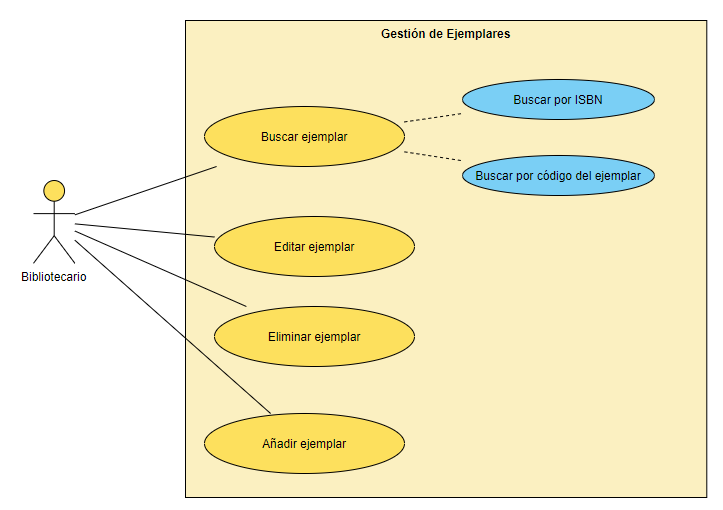 Gestión de Ejemplares
Buscar por ISBN
Buscar ejemplar
Buscar por código del ejemplar
Editar ejemplar
Bibliotecario
Eliminar ejemplar
Añadir ejemplar